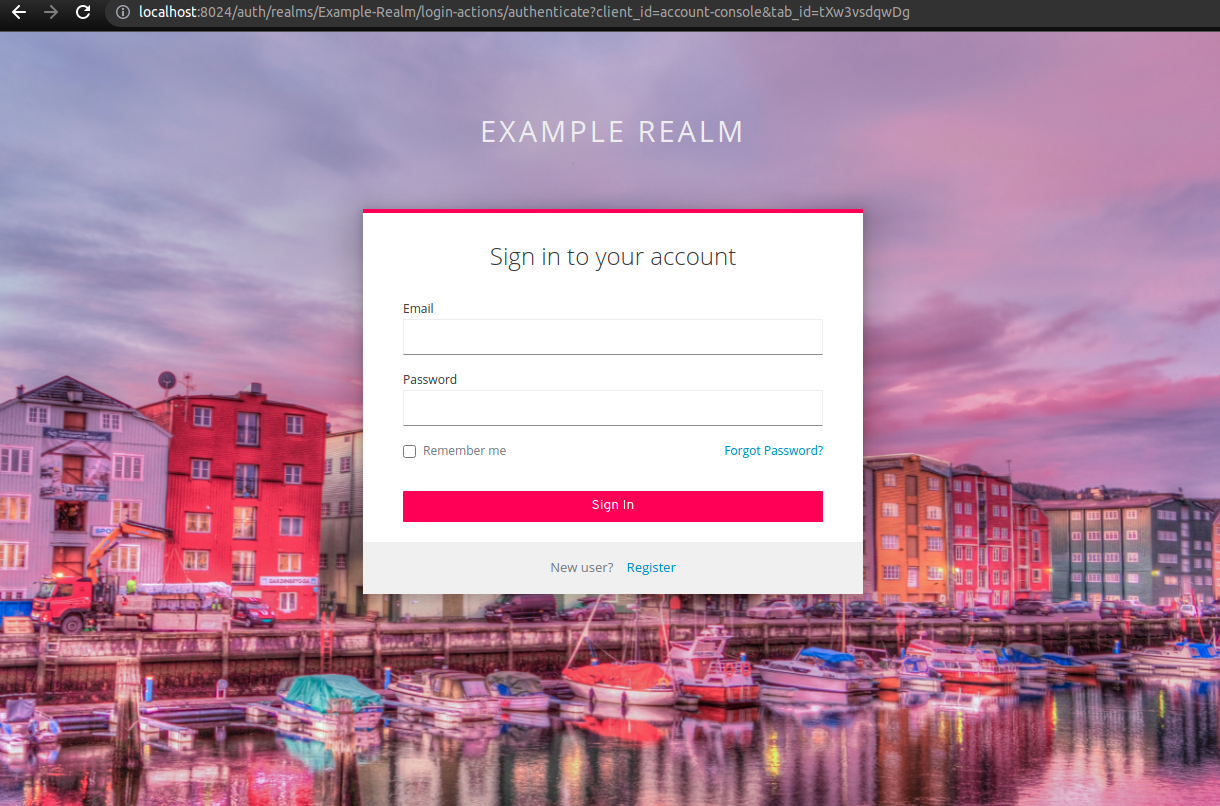 localhost:8024/auth/realms/Example-Realm/login-actions/authenticate?client_id=account-console&tab_id=tXw3vsdqwDg
EXAMPLE REALM
Sign in to your account
Email
Password
Remember me
Forgot Password?
Sign In
New user? Register